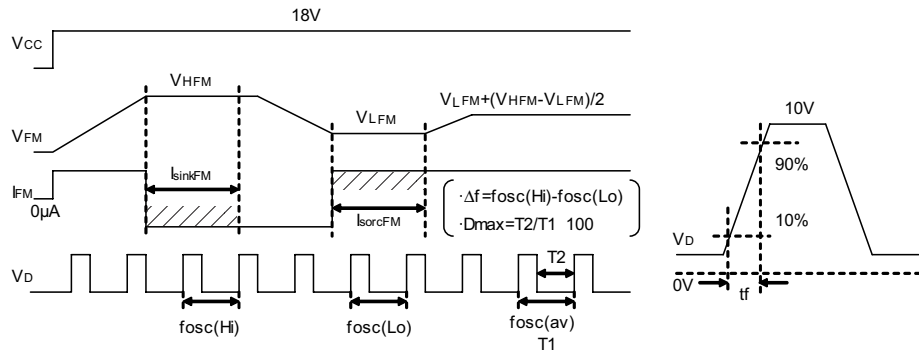 18V
VCC
VHFM
VLFM
VLFM+(VHFM-VLFM)/2
VFM
IsinkFM
IFM
0µA
IsorcFM
·Δf=fosc(Hi)-fosc(Lo)
·Dmax=T2/T1 100
T2
VD
fosc(Hi)
fosc(Lo)
fosc(av)
T1
10V
90%
10%
VD
0V
tf